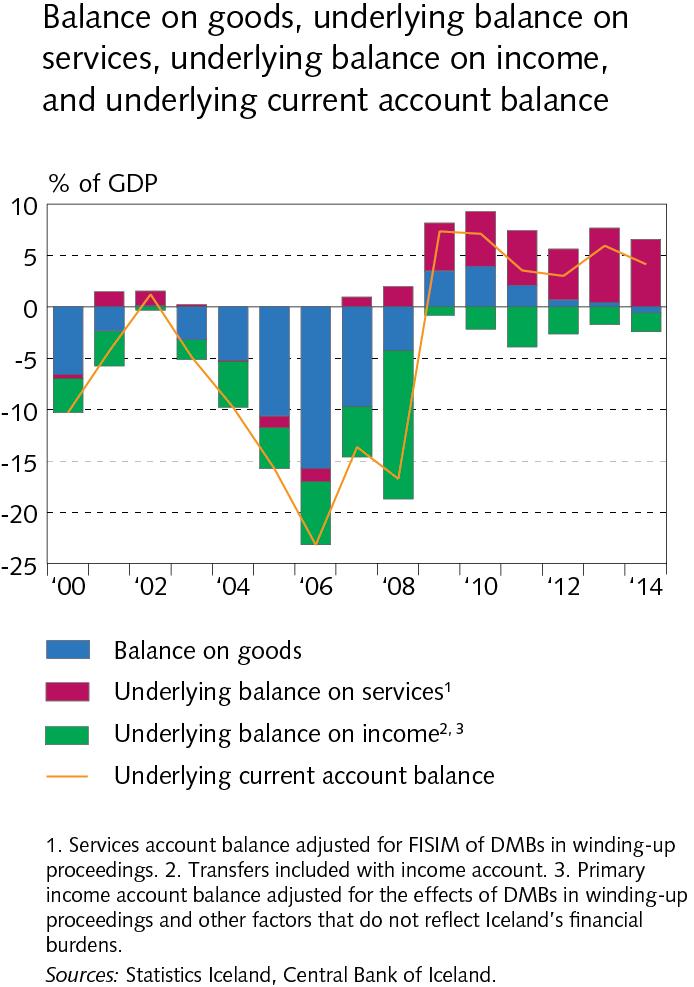 Balance on goods, underlying balance on
services, underlying balance on income,
and underlying current account balance
% of GDP
10
5
0
-5
-10
-15
-20
-25
‘00 ‘02 ‘04 ‘06 ‘08 ‘10 ‘12 ‘14
Balance on goods
Underlying balance on services¹
Underlying balance on income²˒ ³
Underlying current account balance
1. Services account balance adjusted for FISIM of DMBs in winding-up
proceedings. 2. Transfers included with income account. 3. Primary
income account balance adjusted for the effects of DMBs in winding-up
proceedings and other factors that do not reflect Iceland’s financial
burdens.
Sources: Statistics Iceland, Central Bank of Iceland.